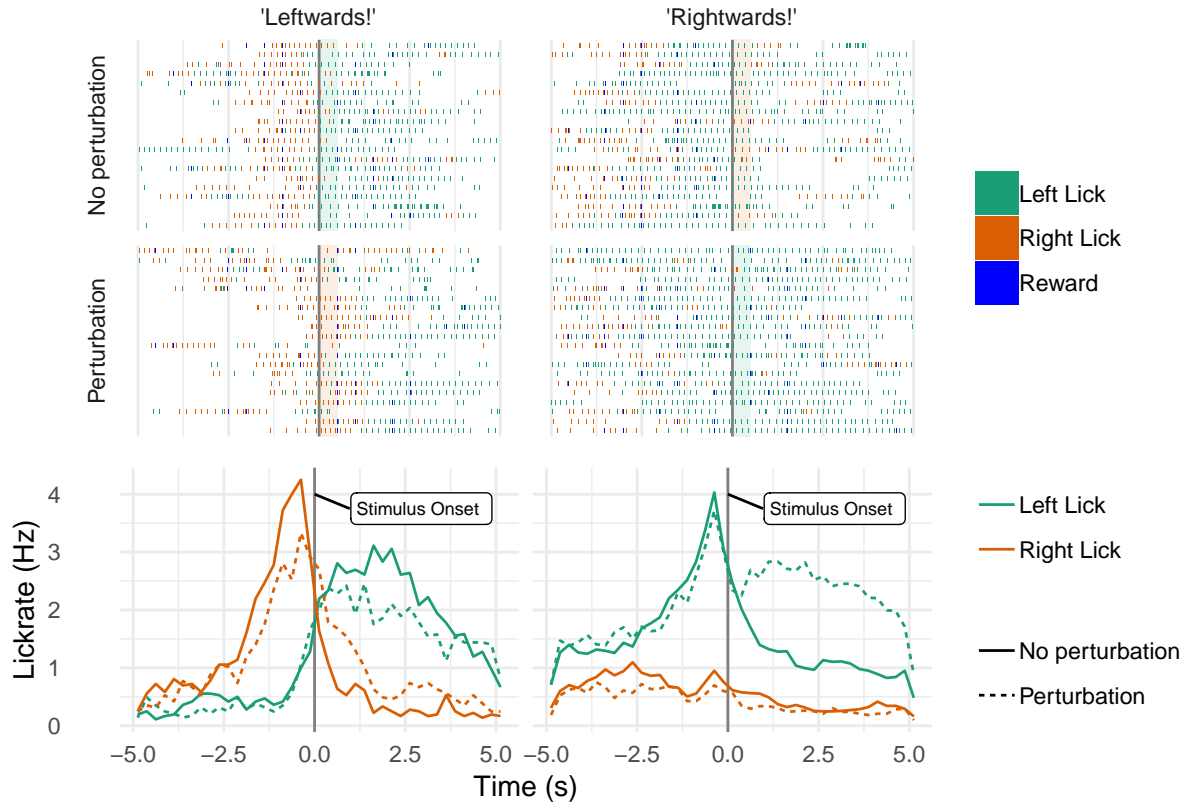 'Leftwards!' 'Rightwards!'
No perturbation
Perturbation
Left Lick
Right Lick
Reward
Lickrate (Hz)
4
3
2
1
0
Stimulus Onset
Stimulus Onset
−5.0 −2.5 0.0 2.5 5.0 −5.0 −2.5 0.0 2.5 5.0
Time (s)
Left Lick
Right Lick
No perturbation
Perturbation